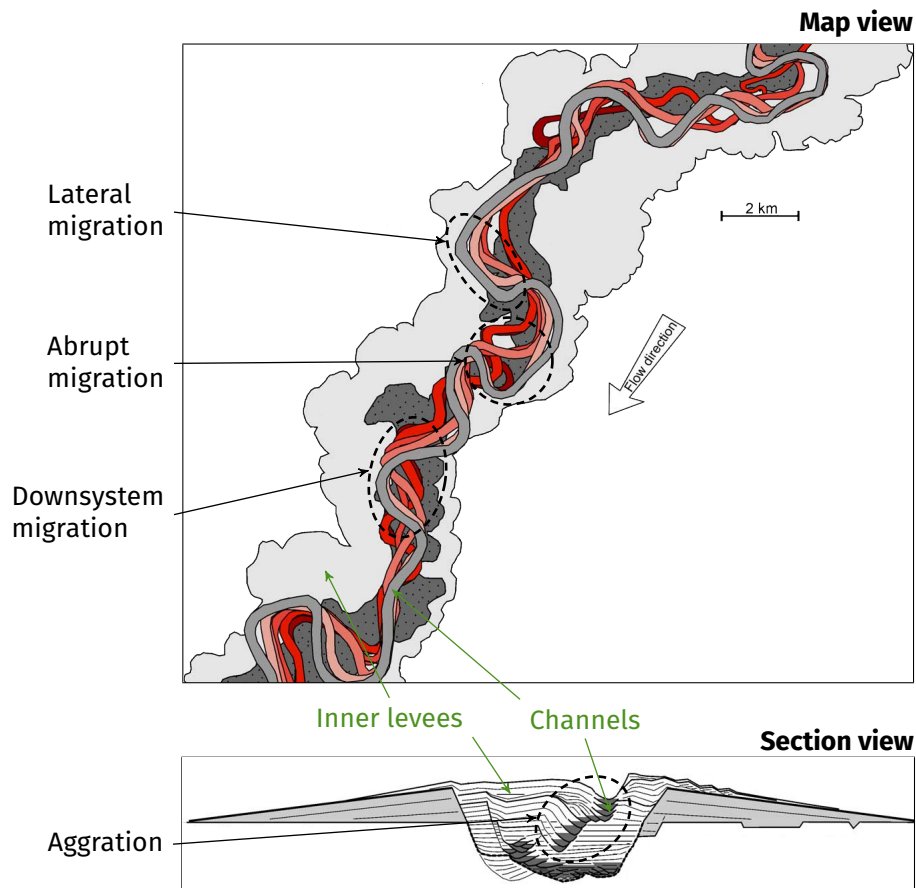 Map view
Lateral
migration
2 km
Abrupt
migration
Flow direction
Downsystem
migration
Inner levees
Channels
Section view
Aggration